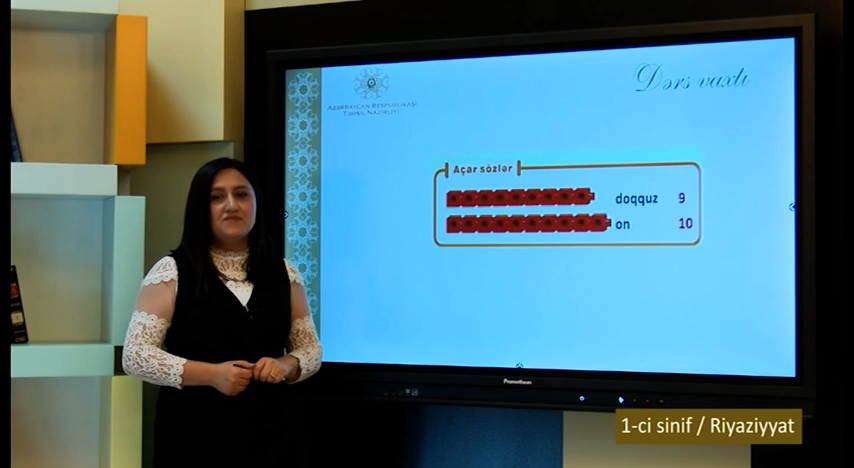 Dərs vaxtı
AZƏRBAYCAN RESPUBLİKASI
TƏHSİL NAZİRLİYİ
Açar sözlər
doqquz 9
on 10
Promethean
1-ci sinif / Riyaziyyat